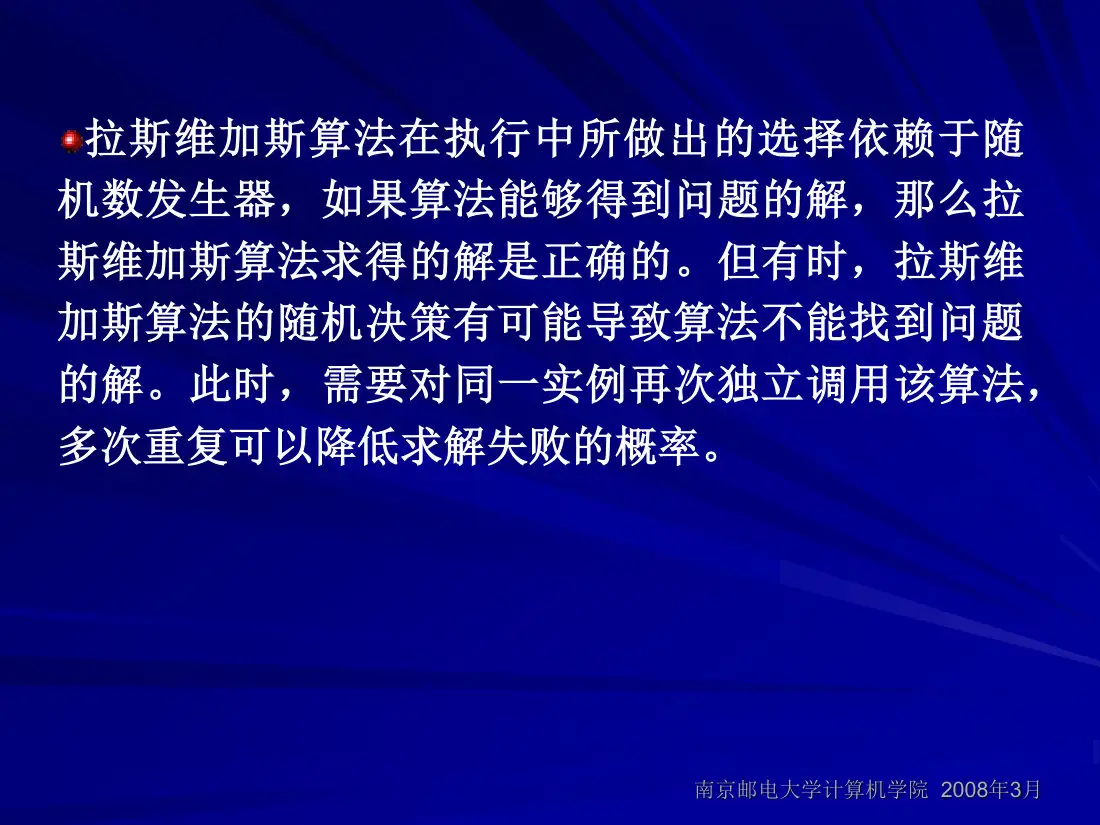 拉斯维加斯算法在执行中所做出的选择依赖于随
机数发生器，如果算法能够得到问题的解，那么拉
斯维加斯算法求得的解是正确的。但有时，拉斯维
加斯算法的随机决策有可能导致算法不能找到问题
的解。此时，需要对同一实例再次独立调用该算法，
多次重复可以降低求解失败的概率。
南京邮电大学计算机学院 2008年3月